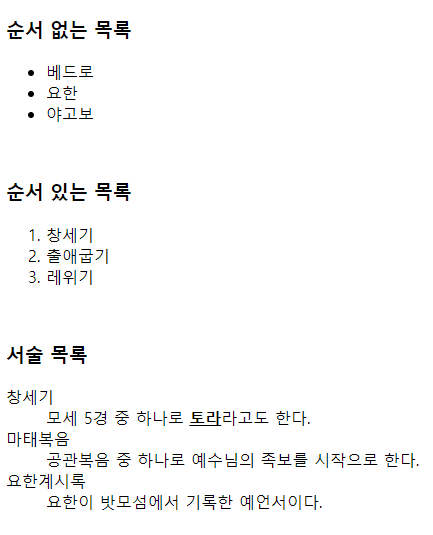 순서 없는 목록
베드로
요한
야고보
순서 있는 목록
1. 창세기
2. 출애굽기
3. 레위기
서술 목록
창세기
모세 5경 중 하나로 토라라고도 한다.
마태복음
공관복음 중 하나로 예수님의 족보를 시작으로 한다.
요한계시록
요한이 밧모섬에서 기록한 예언서이다.